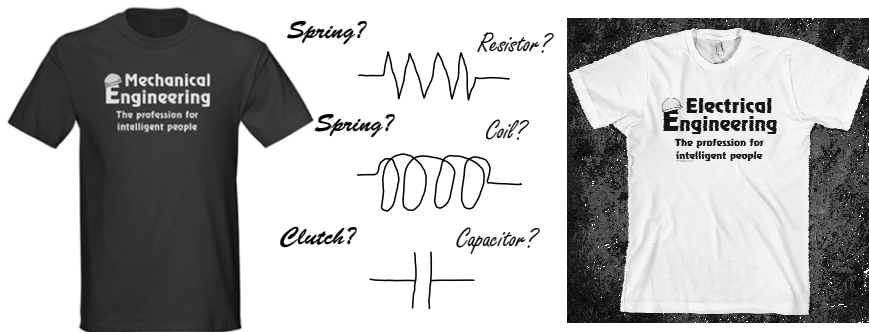 Mechanical
Engineering
The profession for
intelligent people
Spring?
Resistor?
Spring?
Coil?
Clutch?
Capacitor?
Electrical
Engineering
The profession for
intelligent people